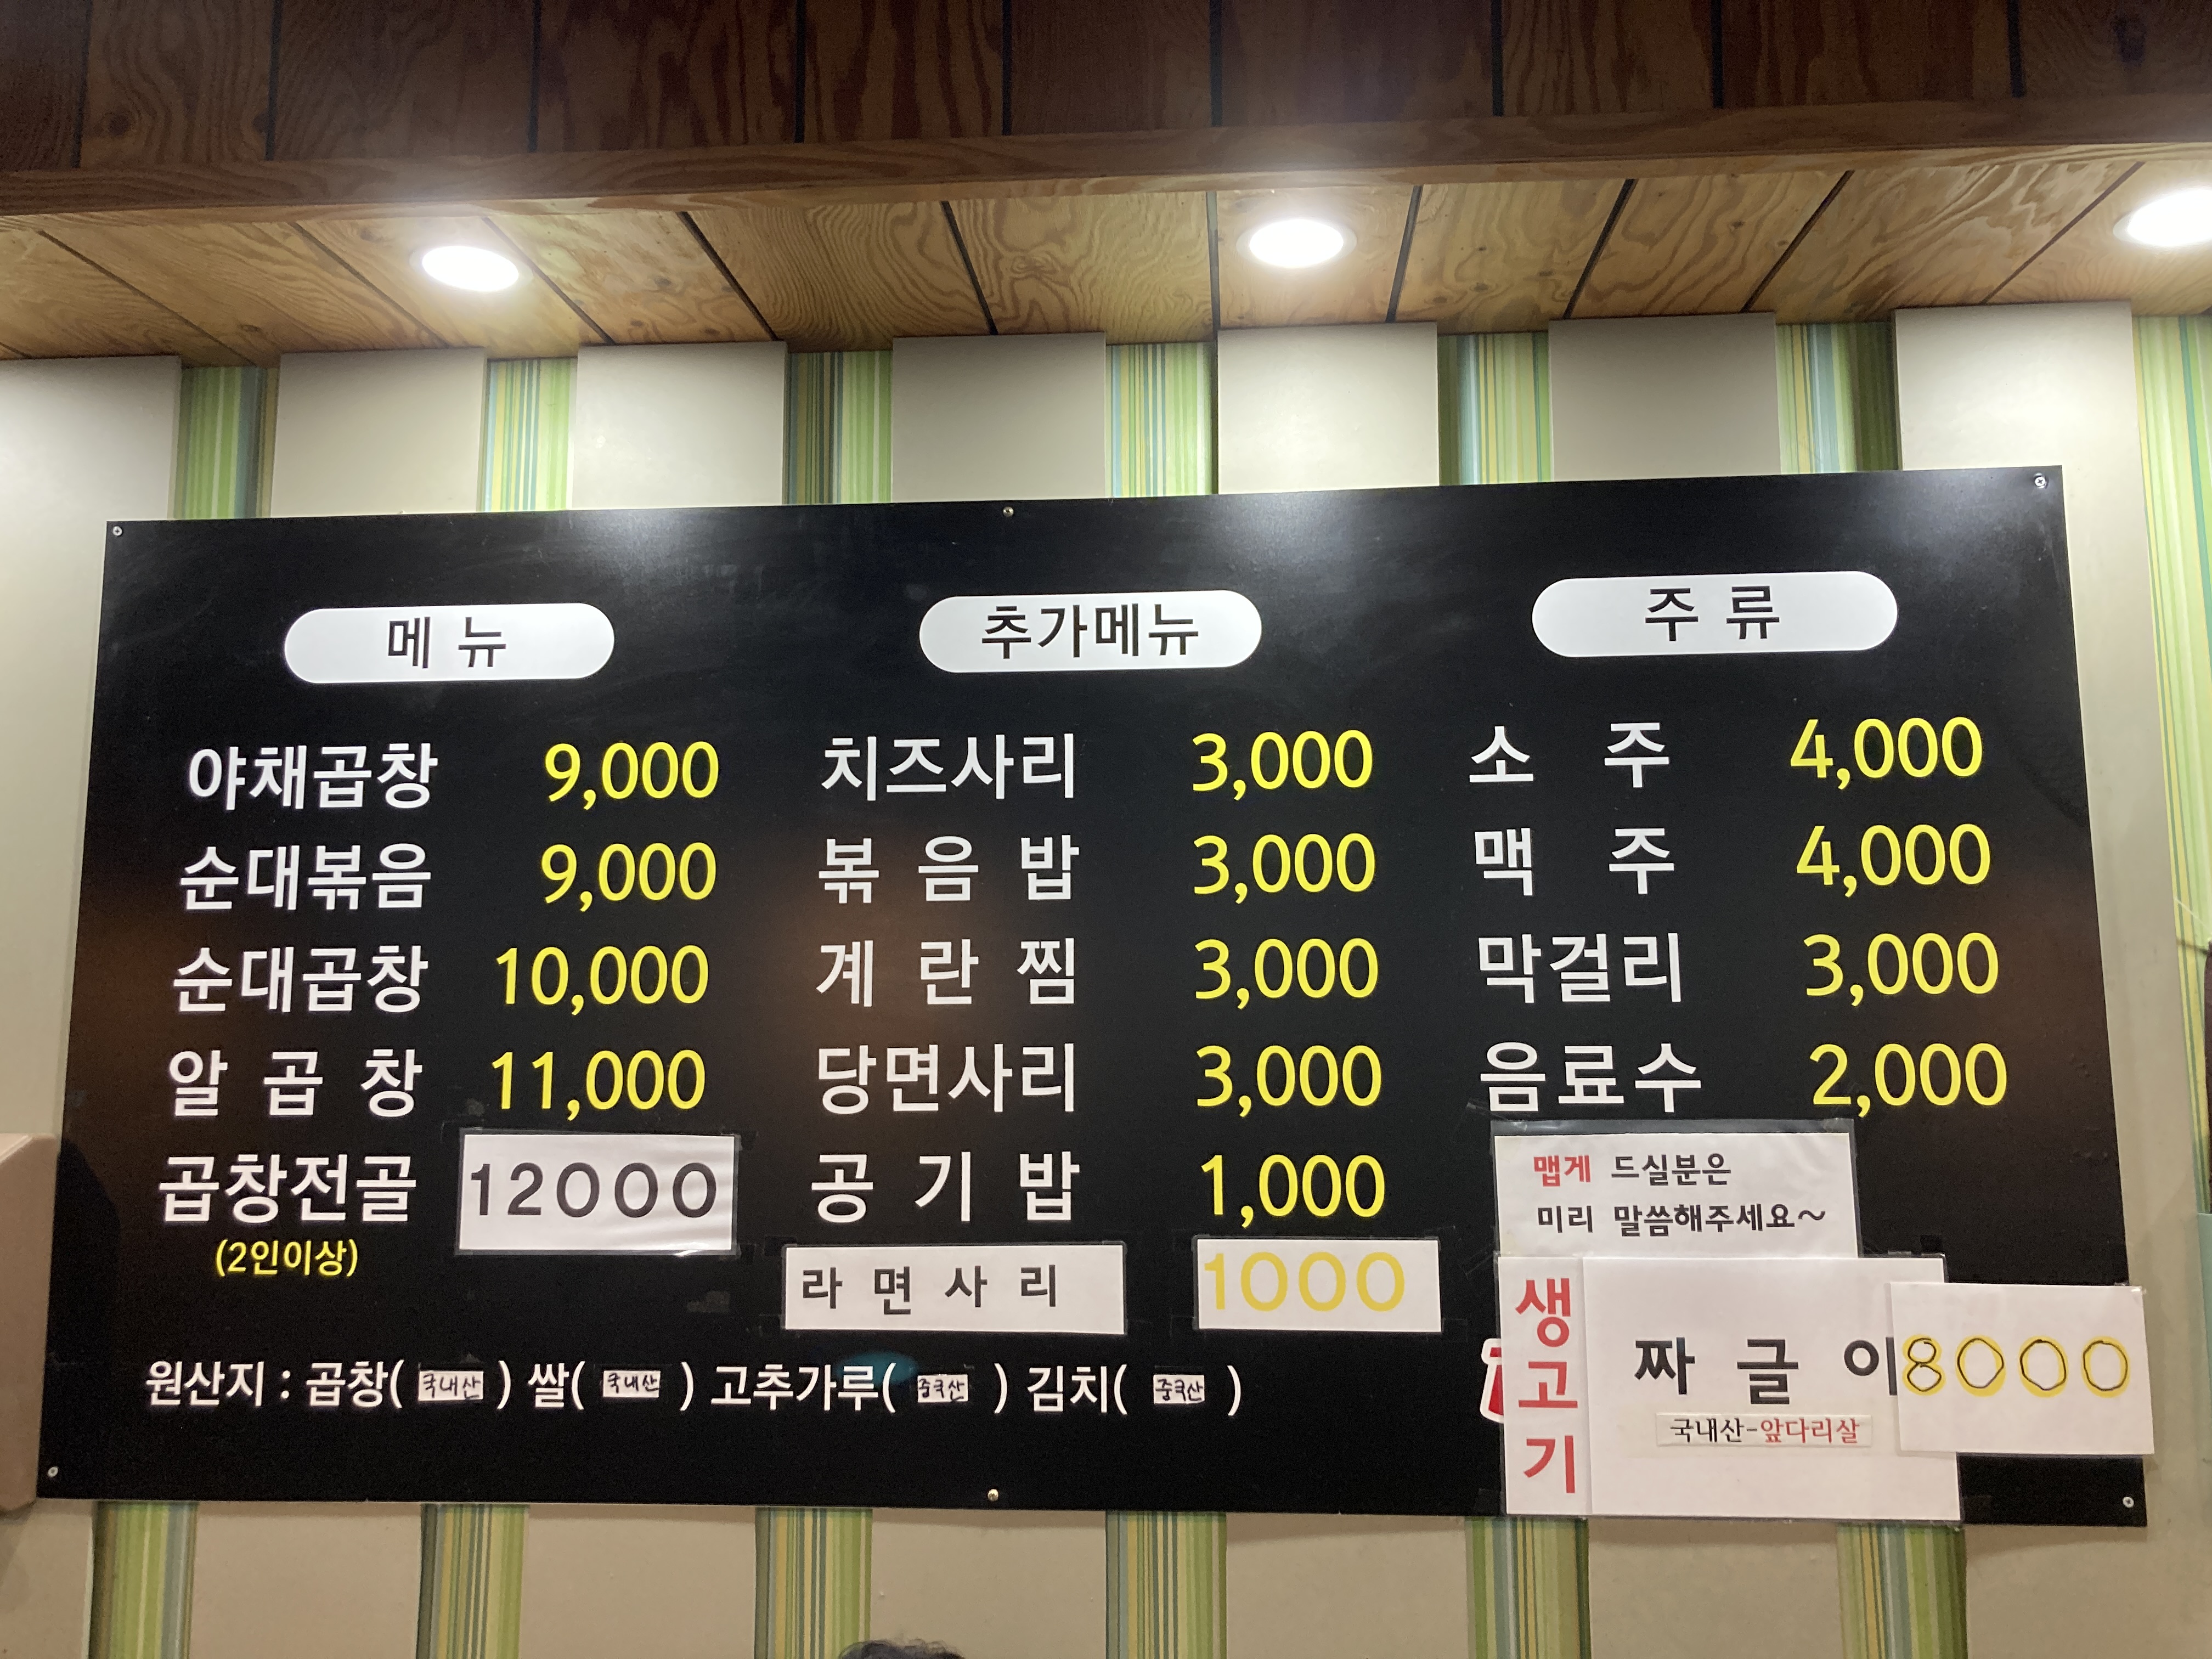 메 뉴
야채곱창 9,000
순대볶음 9,000
순대곱창 10,000
알 곱 창 11,000
곱창전골 12000
(2인이상)
추가메뉴
치즈사리 3,000
볶 음 밥 3,000
계 란 찜 3,000
당면사리 3,000
공 기 밥 1,000
라 면 사 리 1000
주 류
소 주 4,000
맥 주 4,000
막걸리 3,000
음료수 2,000
맵게 드실분은
미리 말씀해주세요~
생고기 짜 글 이 8000
국내산-앞다리살
원산지 : 곱창( 국내산 ) 쌀( 국내산 ) 고추가루( 중국산 ) 김치( 중국산 )